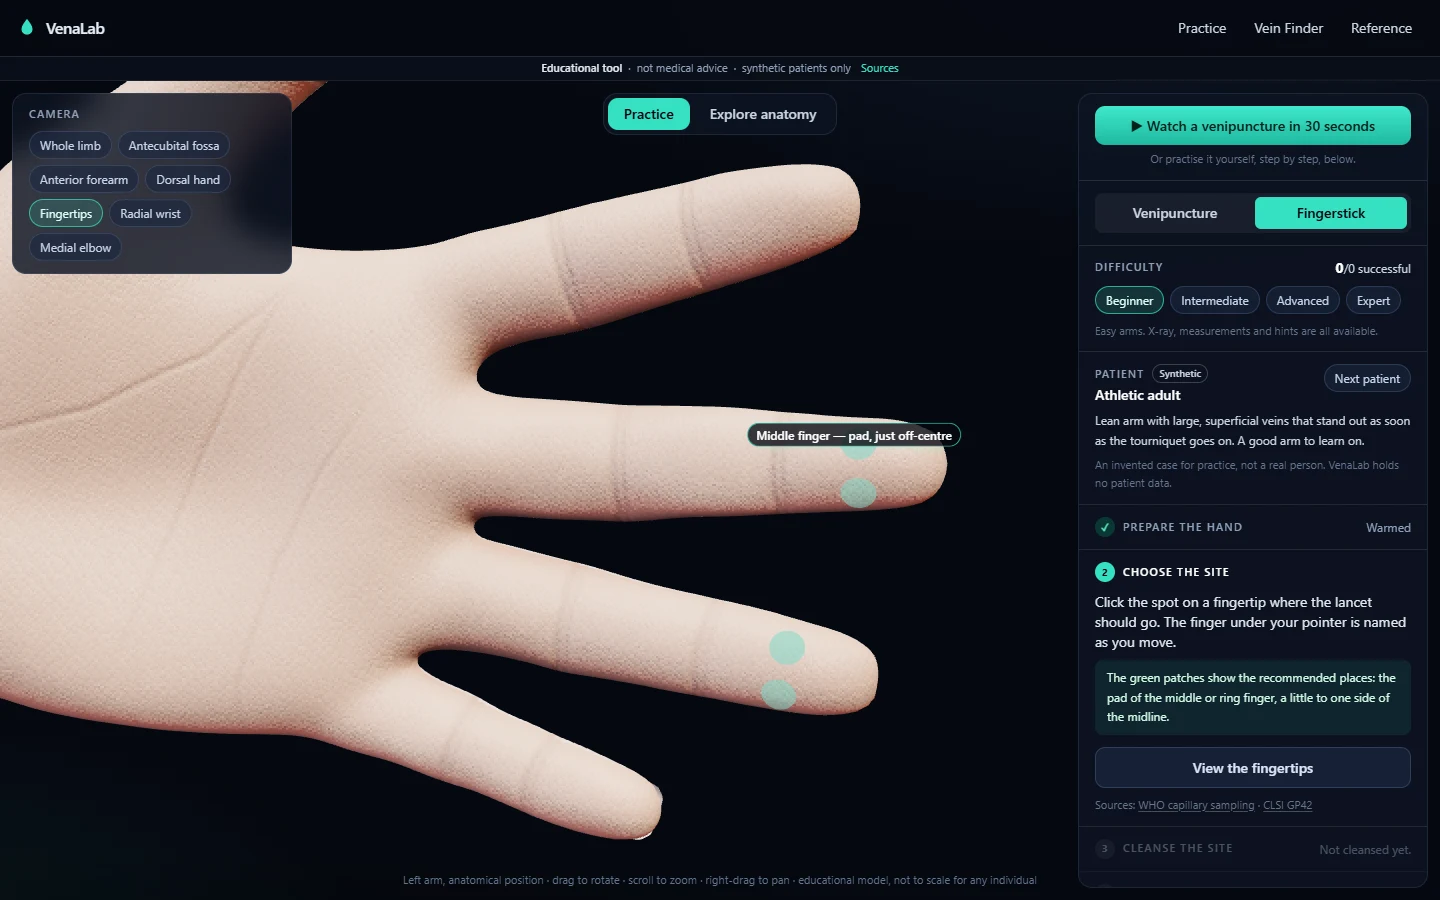 VenaLab
Practice
Vein Finder
Reference
Educational tool · not medical advice · synthetic patients only Sources
CAMERA
Whole limb
Antecubital fossa
Anterior forearm
Dorsal hand
Fingertips
Radial wrist
Medial elbow
Practice
Explore anatomy
Middle finger — pad, just off-centre
Left arm, anatomical position · drag to rotate · scroll to zoom · right-drag to pan · educational model, not to scale for any individual
▶ Watch a venipuncture in 30 seconds
Or practise it yourself, step by step, below.
Venipuncture
Fingerstick
DIFFICULTY
0/0 successful
Beginner
Intermediate
Advanced
Expert
Easy arms. X-ray, measurements and hints are all available.
PATIENT
Synthetic
Next patient
Athletic adult
Lean arm with large, superficial veins that stand out as soon
as the tourniquet goes on. A good arm to learn on.
An invented case for practice, not a real person. VenaLab holds
no patient data.
✓ PREPARE THE HAND
Warmed
2 CHOOSE THE SITE
Click the spot on a fingertip where the lancet
should go. The finger under your pointer is named
as you move.
The green patches show the recommended places: the
pad of the middle or ring finger, a little to one side of
the midline.
View the fingertips
Sources: WHO capillary sampling · CLSI GP42
3 CLEANSE THE SITE
Not cleansed yet.